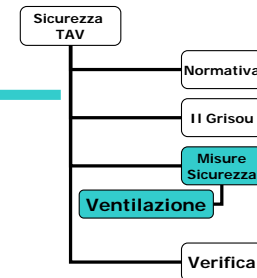 Sicurezza
TAV
Normativa
Il Grisou
Misure
Sicurezza
Ventilazione
Verifica